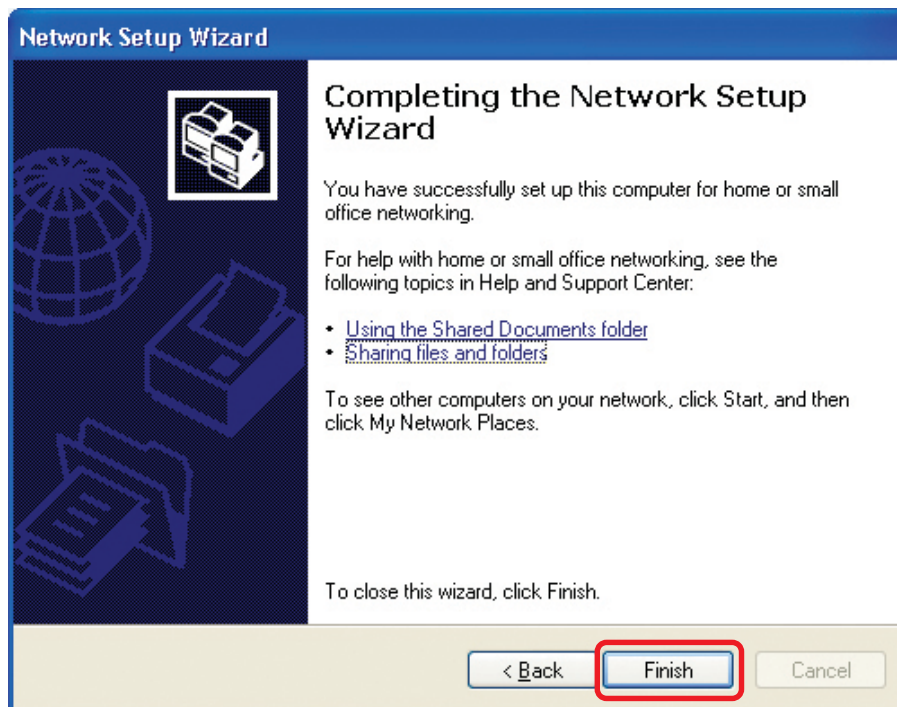 Network Setup Wizard
Completing the Network Setup
Wizard
You have successfully set up this computer for home or small
office networking.
For help with home or small office networking, see the
following topics in Help and Support Center:
• Using the Shared Documents folder
• Sharing files and folders
To see other computers on your network, click Start, and then
click My Network Places.
To close this wizard, click Finish.
< Back
Finish
Cancel